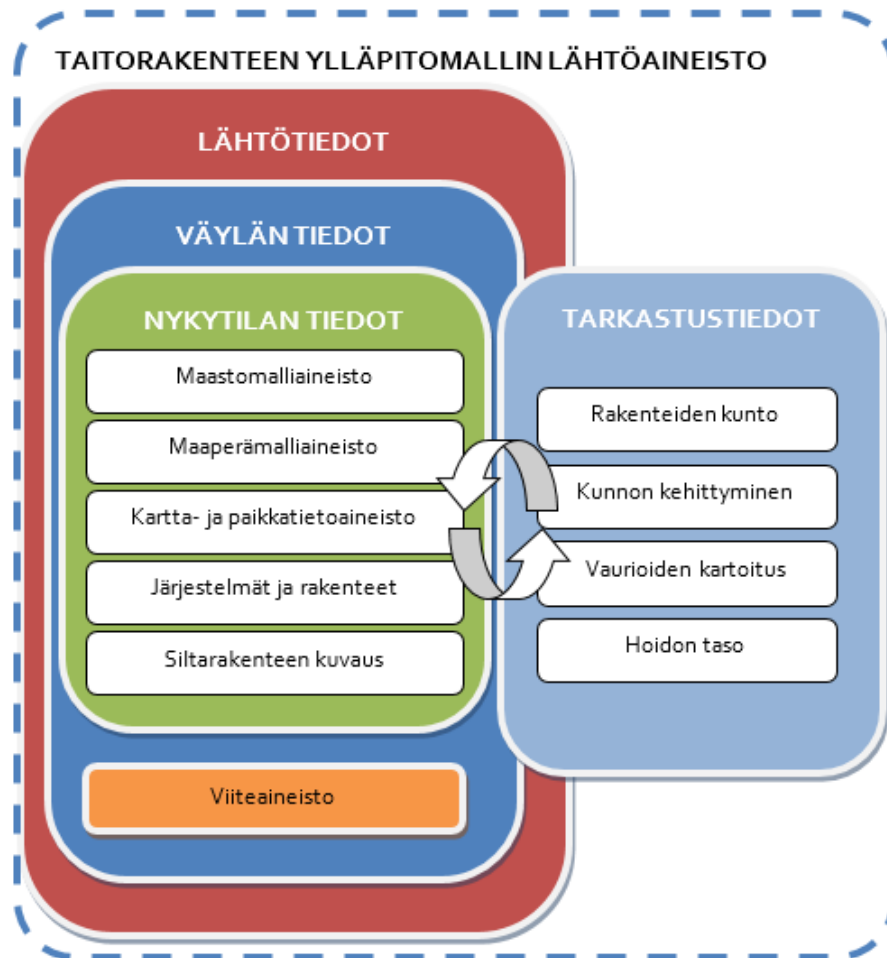 TAITORAKENTEEN YLLÄPITOMALLIN LÄHTÖAINEISTO
LÄHTÖTIEDOT
VÄYLÄN TIEDOT
NYKYTILAN TIEDOT
Maastomalliaineisto
Maaperämalliaineisto
Kartta- ja paikkatietoaineisto
Järjestelmät ja rakenteet
Siltarakenteen kuvaus
Viiteaineisto
TARKASTUSTIEDOT
Rakenteiden kunto
Kunnon kehittyminen
Vaurioiden kartoitus
Hoidon taso